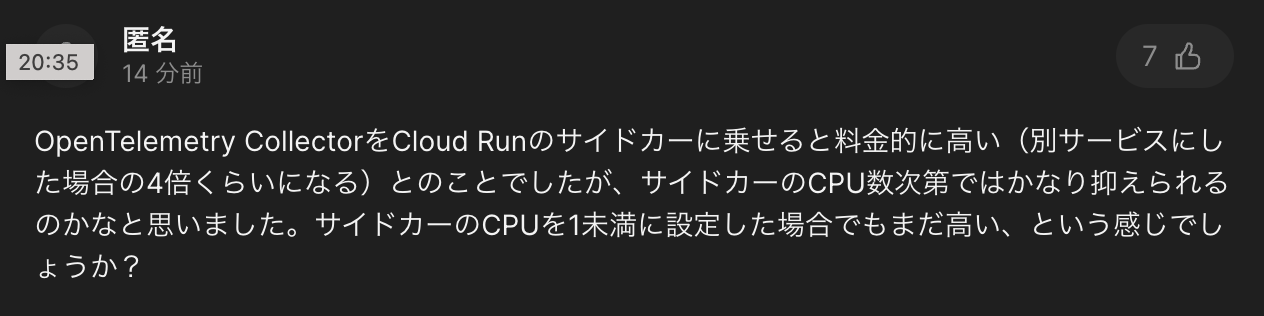 匿名
20:35
14 分前
7
OpenTelemetry CollectorをCloud Runのサイドカーに乗せると料金的に高い（別サービスにし
た場合の4倍くらいになる）とのことでしたが、サイドカーのCPU数次第ではかなり抑えられる
のかなと思いました。サイドカーのCPUを1未満に設定した場合でもまだ高い、という感じでし
ょうか？